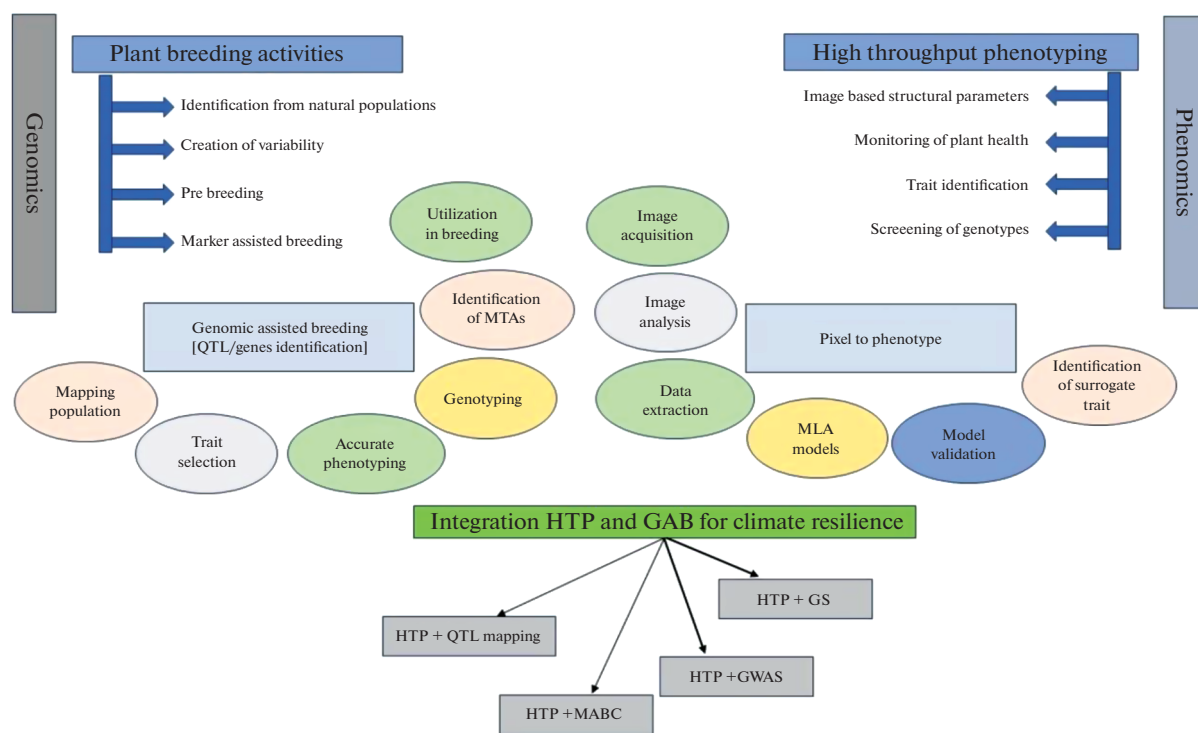 Genomics
Plant breeding activities
Identification from natural populations
Creation of variability
Pre breeding
Marker assisted breeding
High throughput phenotyping
Image based structural parameters
Monitoring of plant health
Trait identification
Screeening of genotypes
Phenomics
Utilization
in breeding
Identification
of MTAs
Genomic assisted breeding
[QTL/genes identification]
Mapping
population
Trait
selection
Accurate
phenotyping
Genotyping
Image
acquisition
Image
analysis
Data
extraction
Pixel to phenotype
MLA
models
Model
validation
Identification
of surrogate
trait
Integration HTP and GAB for climate resilience
HTP + GS
HTP + QTL mapping
HTP +GWAS
HTP +MABC